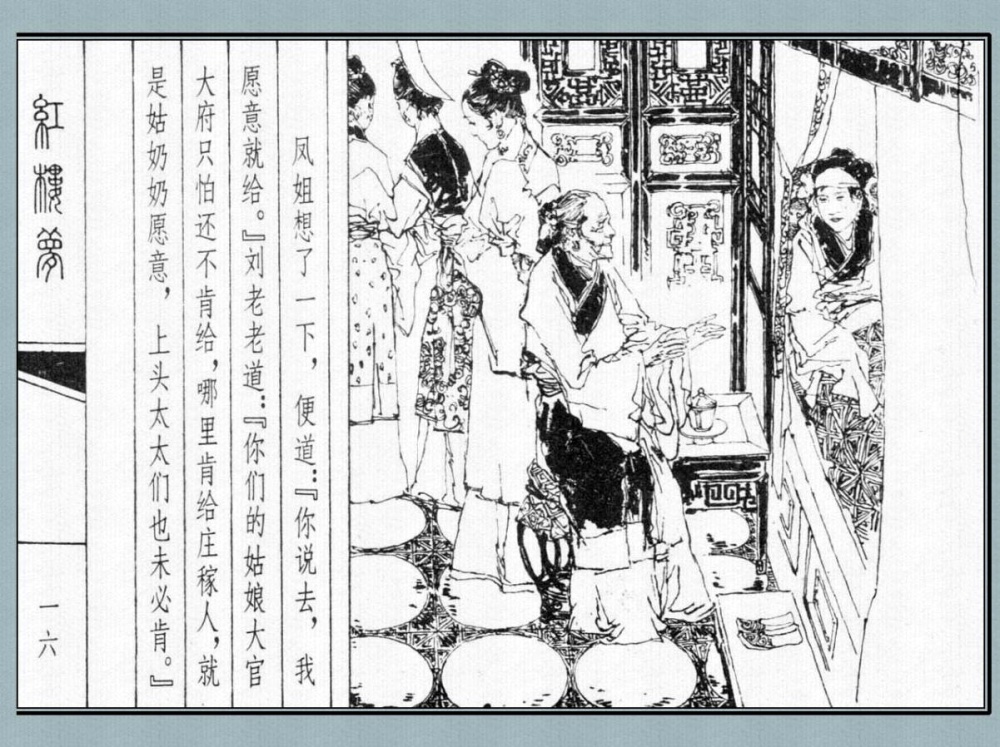 凤姐想了一下，便道：『你说去，我
愿意就给。』刘老老道：『你们的姑娘大官
大府只怕还不肯给，哪里肯给庄稼人，就
是姑奶奶愿意，上头太太们也未必肯。』
紅樓夢
一六